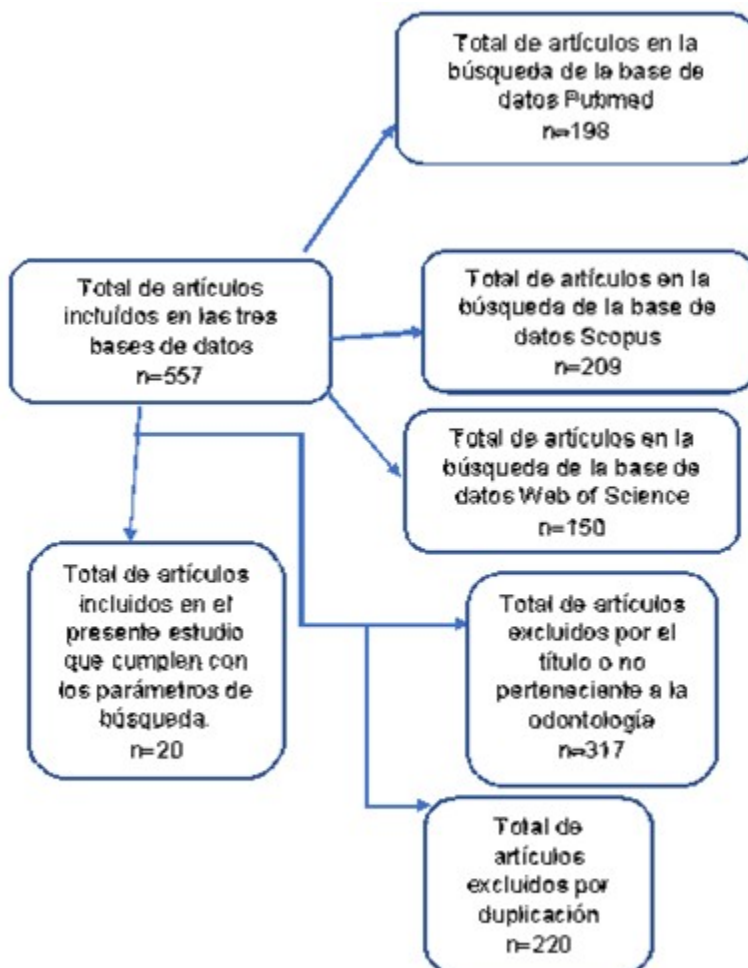 Total de artículos en la
búsqueda de la base de
datos Pubmed
n=198
Total de artículos
incluídos en las tres
bases de datos
n=557
Total de artículos en la
búsqueda de la base de
datos Scopus
n=209
Total de artículos en la
búsqueda de la base de
datos Web of Science
n=150
Total de artículos
incluidos en el
presente estudio
que cumplen con
los parámetros de
búsqueda.
n=20
Total de artículos
excluidos por el
título o no
perteneciente a la
odontología
n=317
Total de
artículos
excluidos por
duplicación
n=220